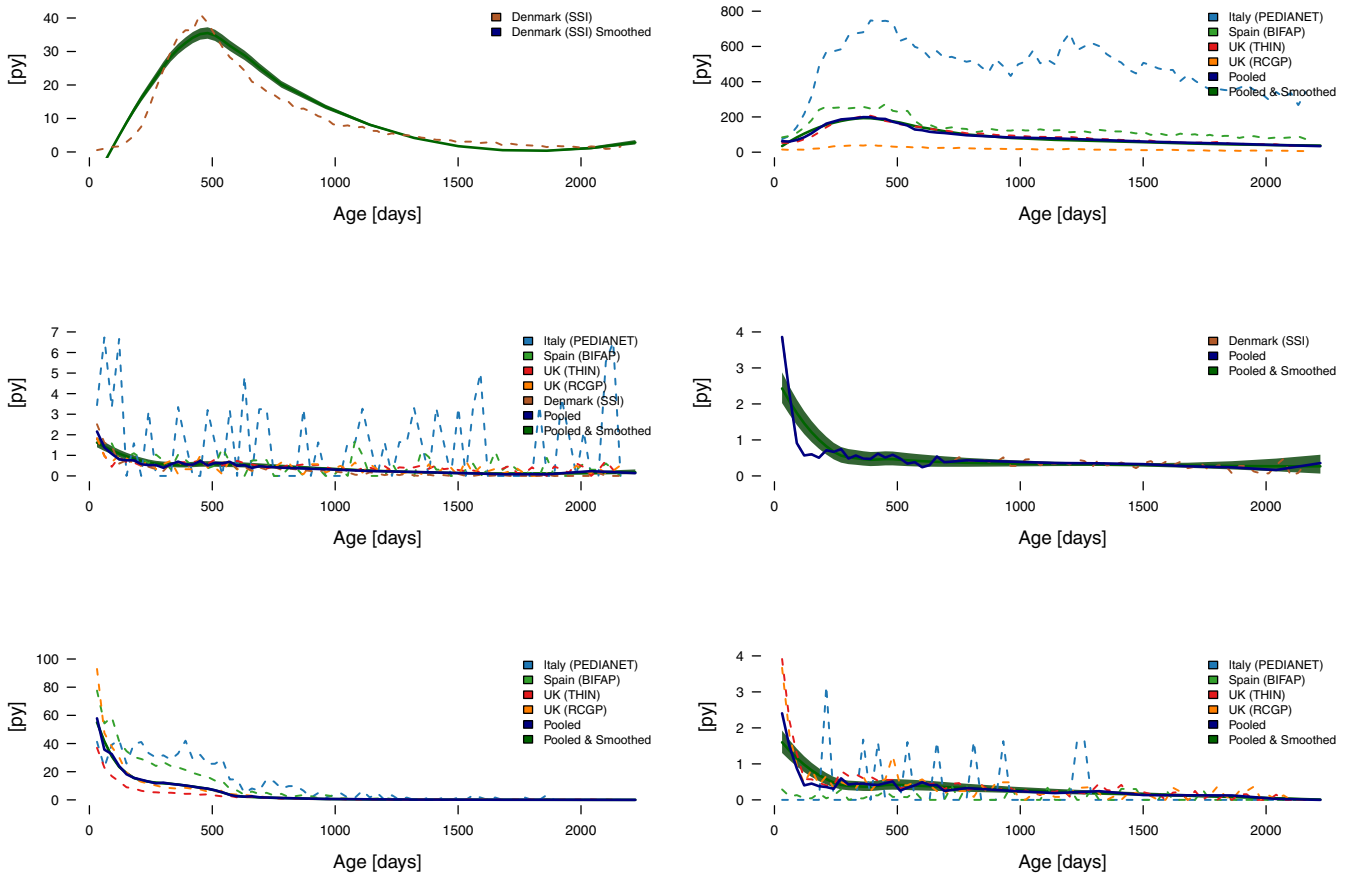 40
30
20
10
0
[py]
0 500 1000 1500 2000
Age [days]
Denmark (SSI)
Denmark (SSI) Smoothed
800
600
400
200
0
[py]
0 500 1000 1500 2000
Age [days]
Italy (PEDIANET)
Spain (BIFAP)
UK (THIN)
UK (RCGP)
Pooled
Pooled & Smoothed
7
6
5
4
3
2
1
0
[py]
0 500 1000 1500 2000
Age [days]
Italy (PEDIANET)
Spain (BIFAP)
UK (THIN)
UK (RCGP)
Denmark (SSI)
Pooled
Pooled & Smoothed
4
3
2
1
0
[py]
0 500 1000 1500 2000
Age [days]
Denmark (SSI)
Pooled
Pooled & Smoothed
100
80
60
40
20
0
[py]
0 500 1000 1500 2000
Age [days]
Italy (PEDIANET)
Spain (BIFAP)
UK (THIN)
UK (RCGP)
Pooled
Pooled & Smoothed
4
3
2
1
0
[py]
0 500 1000 1500 2000
Age [days]
Italy (PEDIANET)
Spain (BIFAP)
UK (THIN)
UK (RCGP)
Pooled
Pooled & Smoothed